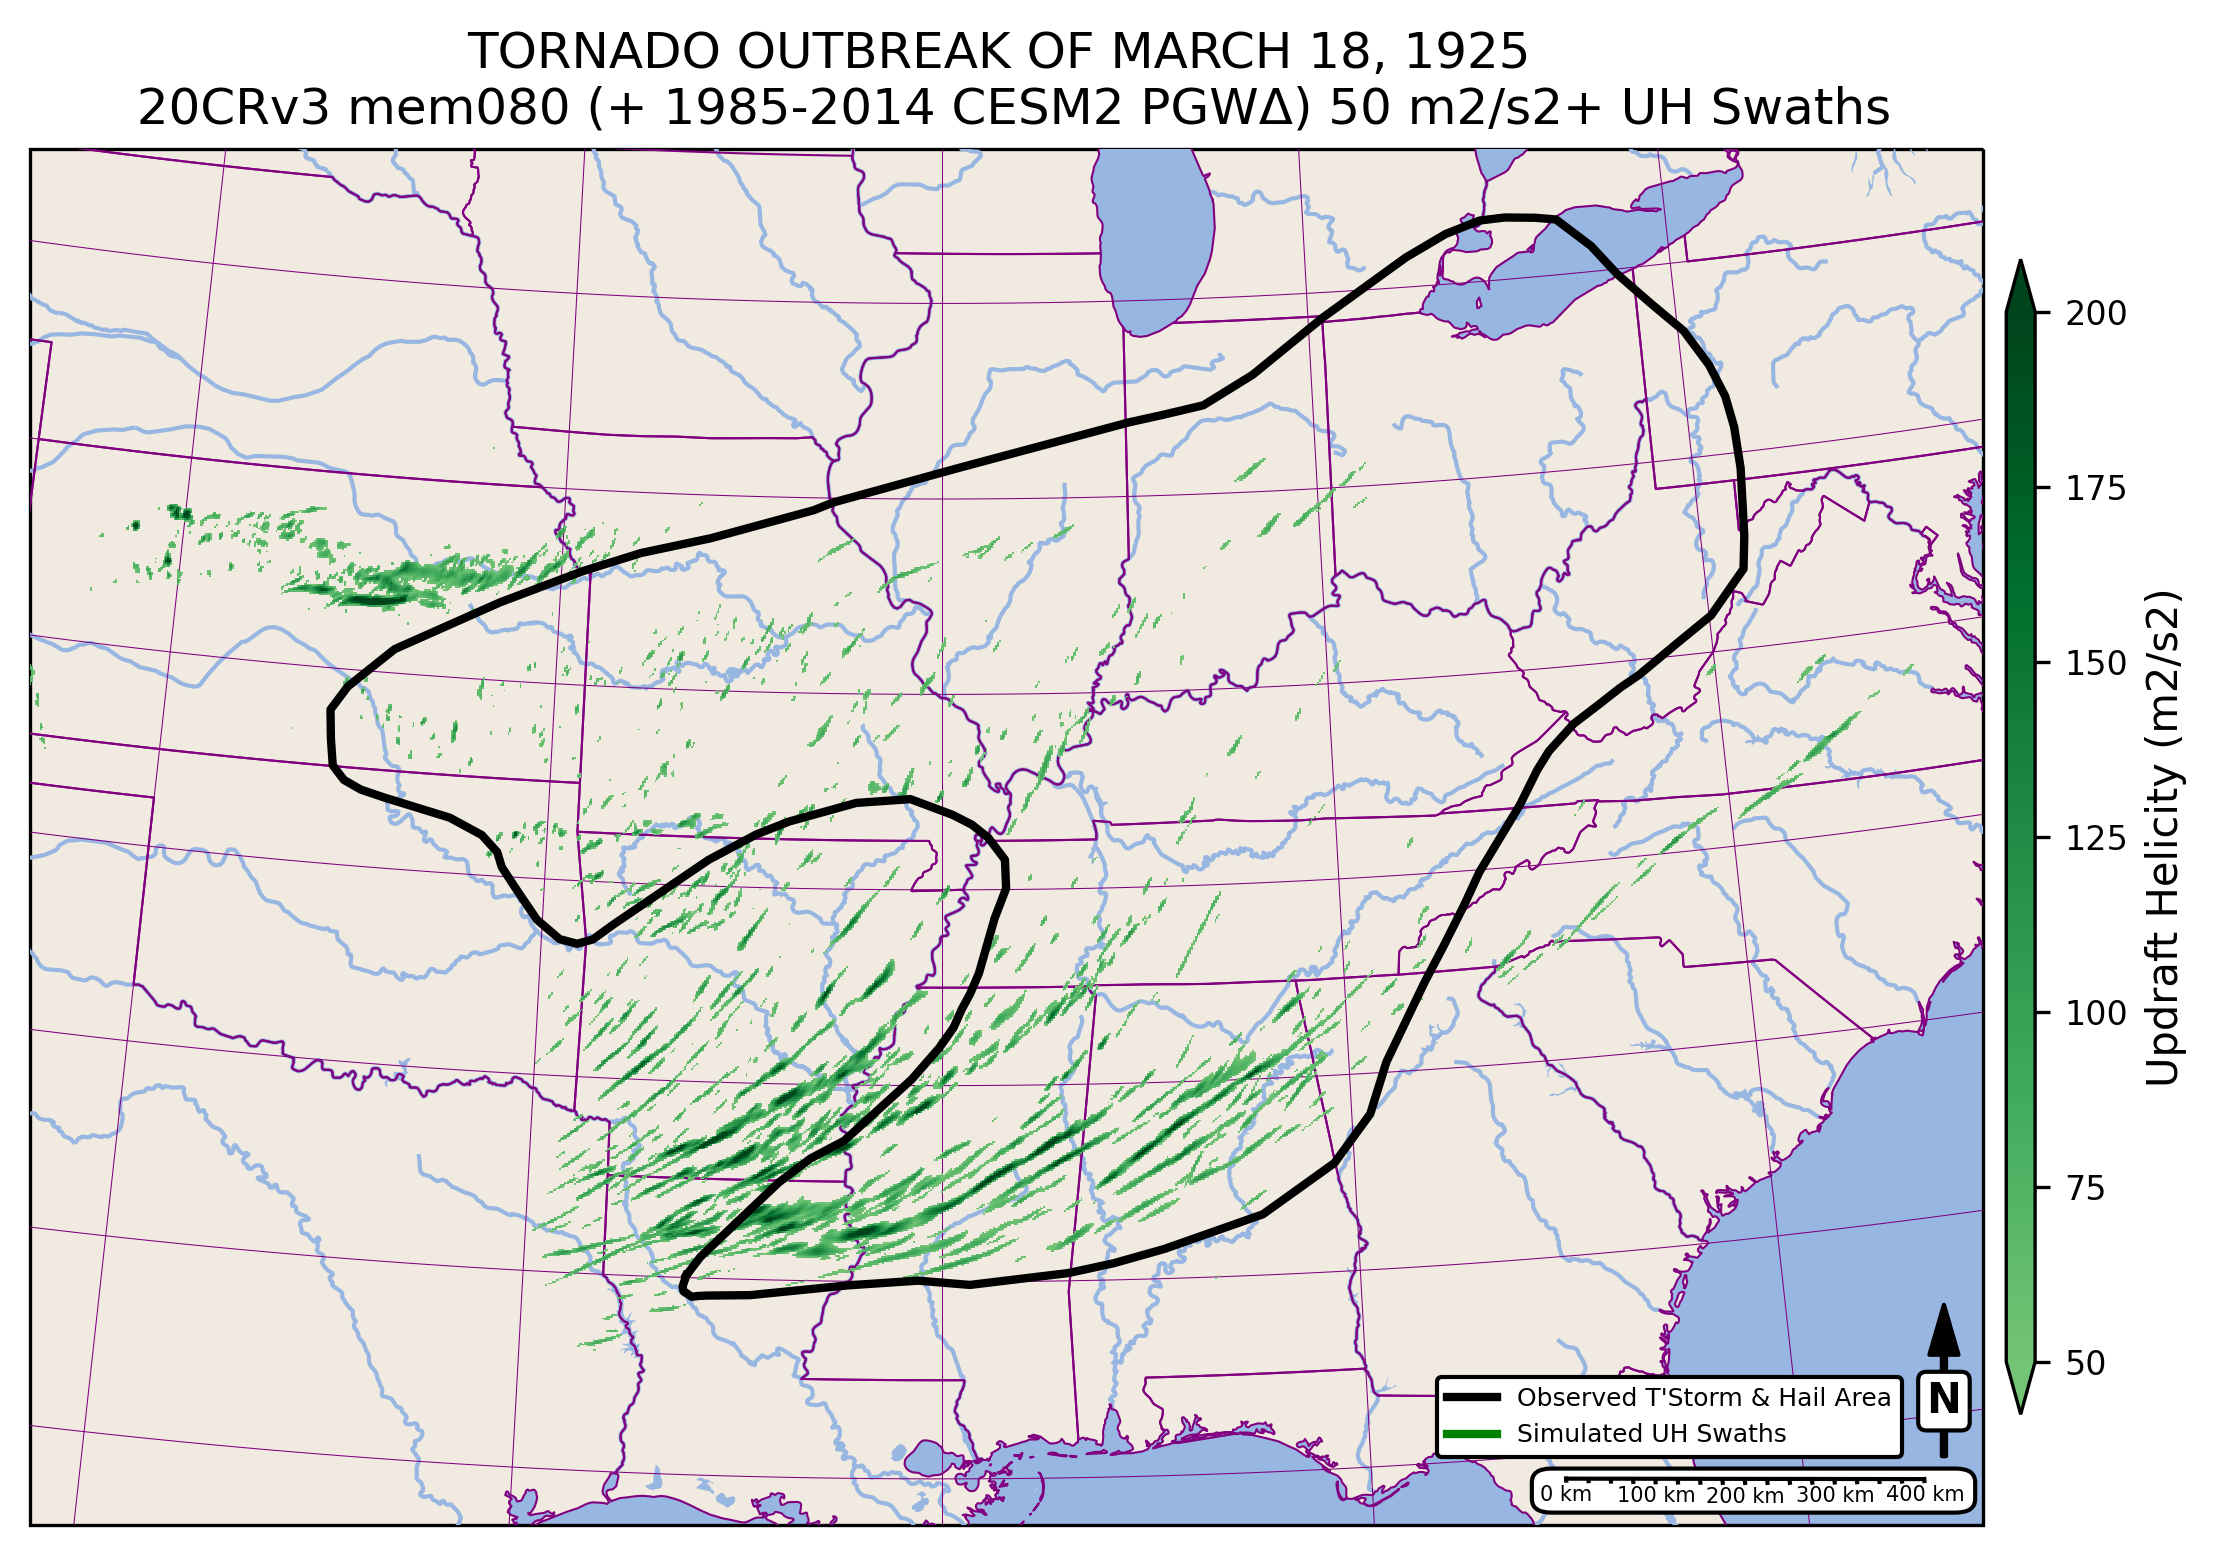 TORNADO OUTBREAK OF MARCH 18, 1925
20CRv3 mem080 (+ 1985-2014 CESM2 PGWΔ) 50 m2/s2+ UH Swaths
200
175
150
125
100
75
50
Updraft Helicity (m2/s2)
Observed T'Storm & Hail Area
Simulated UH Swaths
N
0 km 100 km 200 km 300 km 400 km